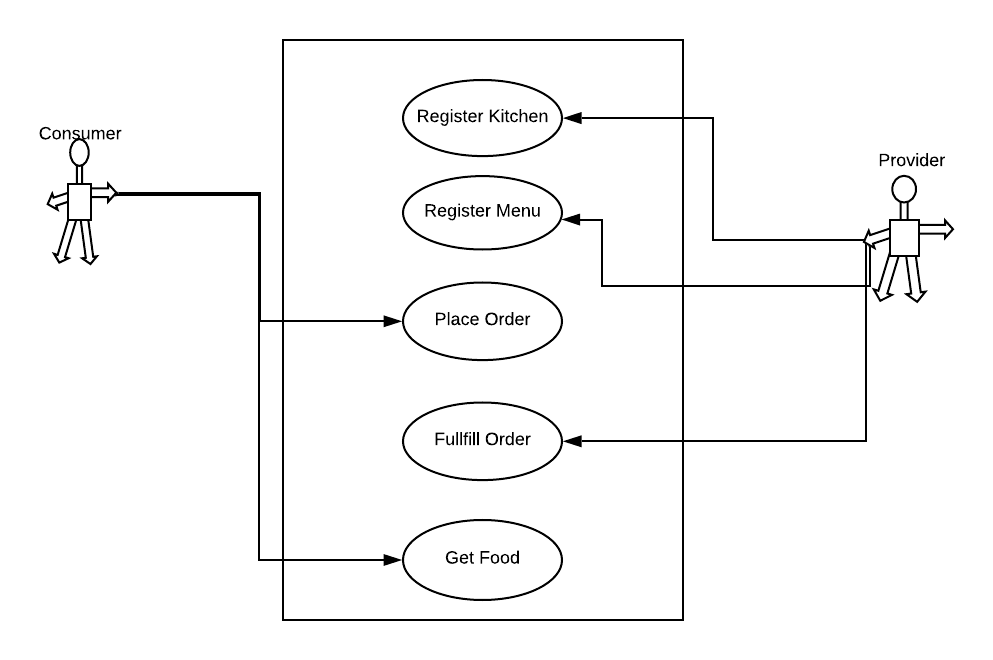 Consumer
Provider
Register Kitchen
Register Menu
Place Order
Fullfill Order
Get Food